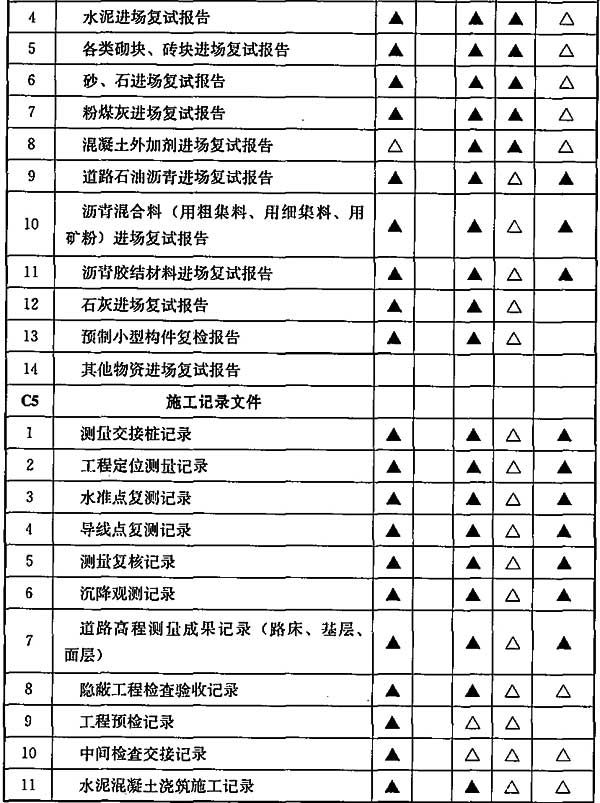 4 水泥进场复试报告 ▲ ▲ ▲ △
5 各类砌块、砖块进场复试报告 ▲ ▲ ▲ △
6 砂、石进场复试报告 ▲ ▲ ▲ △
7 粉煤灰进场复试报告 ▲ ▲ ▲ △
8 混凝土外加剂进场复试报告 △ ▲ ▲ △
9 道路石油沥青进场复试报告 ▲ ▲ △ ▲
10 沥青混合料（用粗集料、用细集料、用
矿粉）进场复试报告 ▲ ▲ △ ▲
11 沥青胶结材料进场复试报告 ▲ ▲ △ ▲
12 石灰进场复试报告 ▲ ▲ △
13 预制小型构件复检报告 ▲ ▲ △
14 其他物资进场复试报告
C5 施工记录文件
1 测量交接桩记录 ▲ ▲ △ ▲
2 工程定位测量记录 ▲ ▲ △ ▲
3 水准点复测记录 ▲ ▲ △ ▲
4 导线点复测记录 ▲ ▲ △ ▲
5 测量复核记录 ▲ ▲ △ ▲
6 沉降观测记录 ▲ ▲ △ ▲
7 道路高程测量成果记录（路床、基层、
面层） ▲ ▲ △ ▲
8 隐蔽工程检查验收记录 ▲ ▲ △ △
9 工程预检记录 ▲ △ △
10 中间检查交接记录 ▲ △ △ △
11 水泥混凝土浇筑施工记录 ▲ ▲ △ △